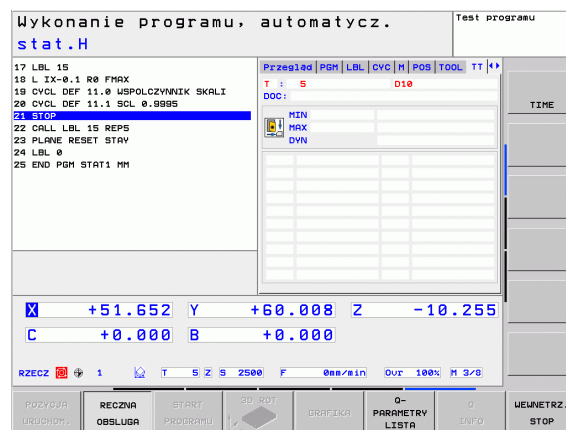 Wykonanie programu, automatycz.
Test programu
stat.H
17 LBL 15
18 L IX-0.1 R0 FMAX
19 CYCL DEF 11.0 WSPOLCZYNNIK SKALI
20 CYCL DEF 11.1 SCL 0.9995
21 STOP
22 CALL LBL 15 REP5
23 PLANE RESET STAY
24 LBL 0
25 END PGM STAT1 MM
Przegląd PGM LBL CYC M POS TOOL TT
T : 5 D10
DOC:
MIN
MAX
DYN
TIME
X +51.652 Y +60.008 Z -10.255
C +0.000 B +0.000
RZECZ 1 T 5 Z S 2500 F 0mm/min Ovr 100% M 3/8
POZYCJA URUCHOM.
RECZNA OBSLUGA
START PROGRAMU
3D ROT
GRAFIKA
Q-PARAMETRY LISTA
Q INFO
WEWNETRZ. STOP